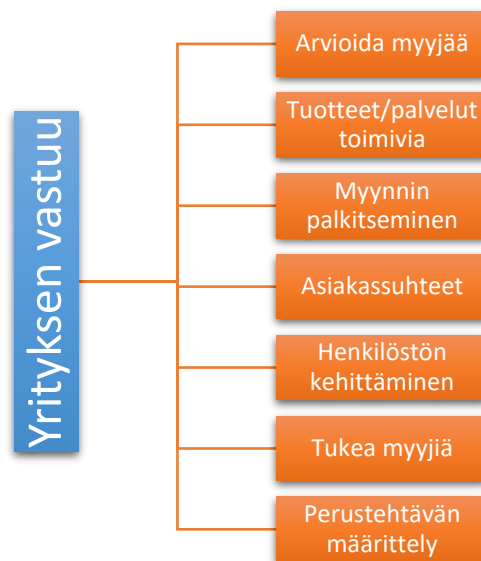 Yrityksen vastuu
Arvioida myyjää
Tuotteet/palvelut
toimivia
Myynnin
palkitseminen
Asiakassuhteet
Henkilöstön
kehittäminen
Tukea myyjiä
Perustehtävän
määrittely